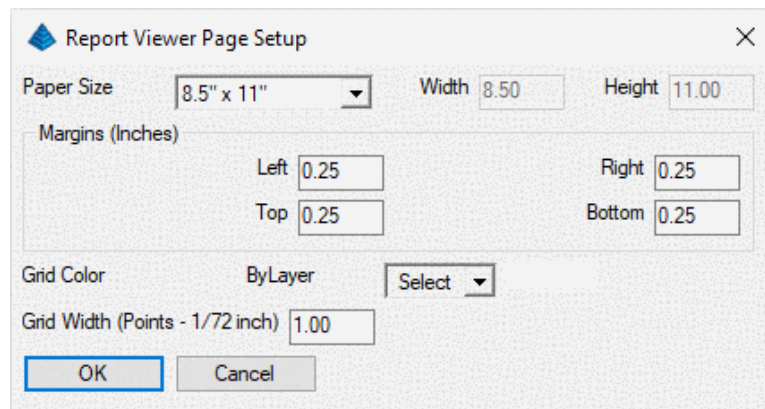 Report Viewer Page Setup
Paper Size 8.5" x 11" Width 8.50 Height 11.00
Margins (Inches)
Left 0.25 Right 0.25
Top 0.25 Bottom 0.25
Grid Color ByLayer Select
Grid Width (Points - 1/72 inch) 1.00
OK Cancel